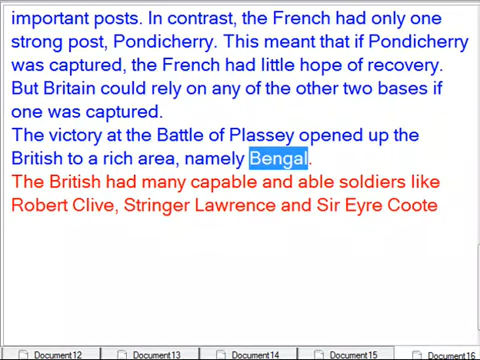 important posts. In contrast, the French had only one
strong post, Pondicherry. This meant that if Pondicherry
was captured, the French had little hope of recovery.
But Britain could rely on any of the other two bases if
one was captured.
The victory at the Battle of Plassey opened up the
British to a rich area, namely Bengal.
The British had many capable and able soldiers like
Robert Clive, Stringer Lawrence and Sir Eyre Coote
Document12 Document13 Document14 Document15 Document16